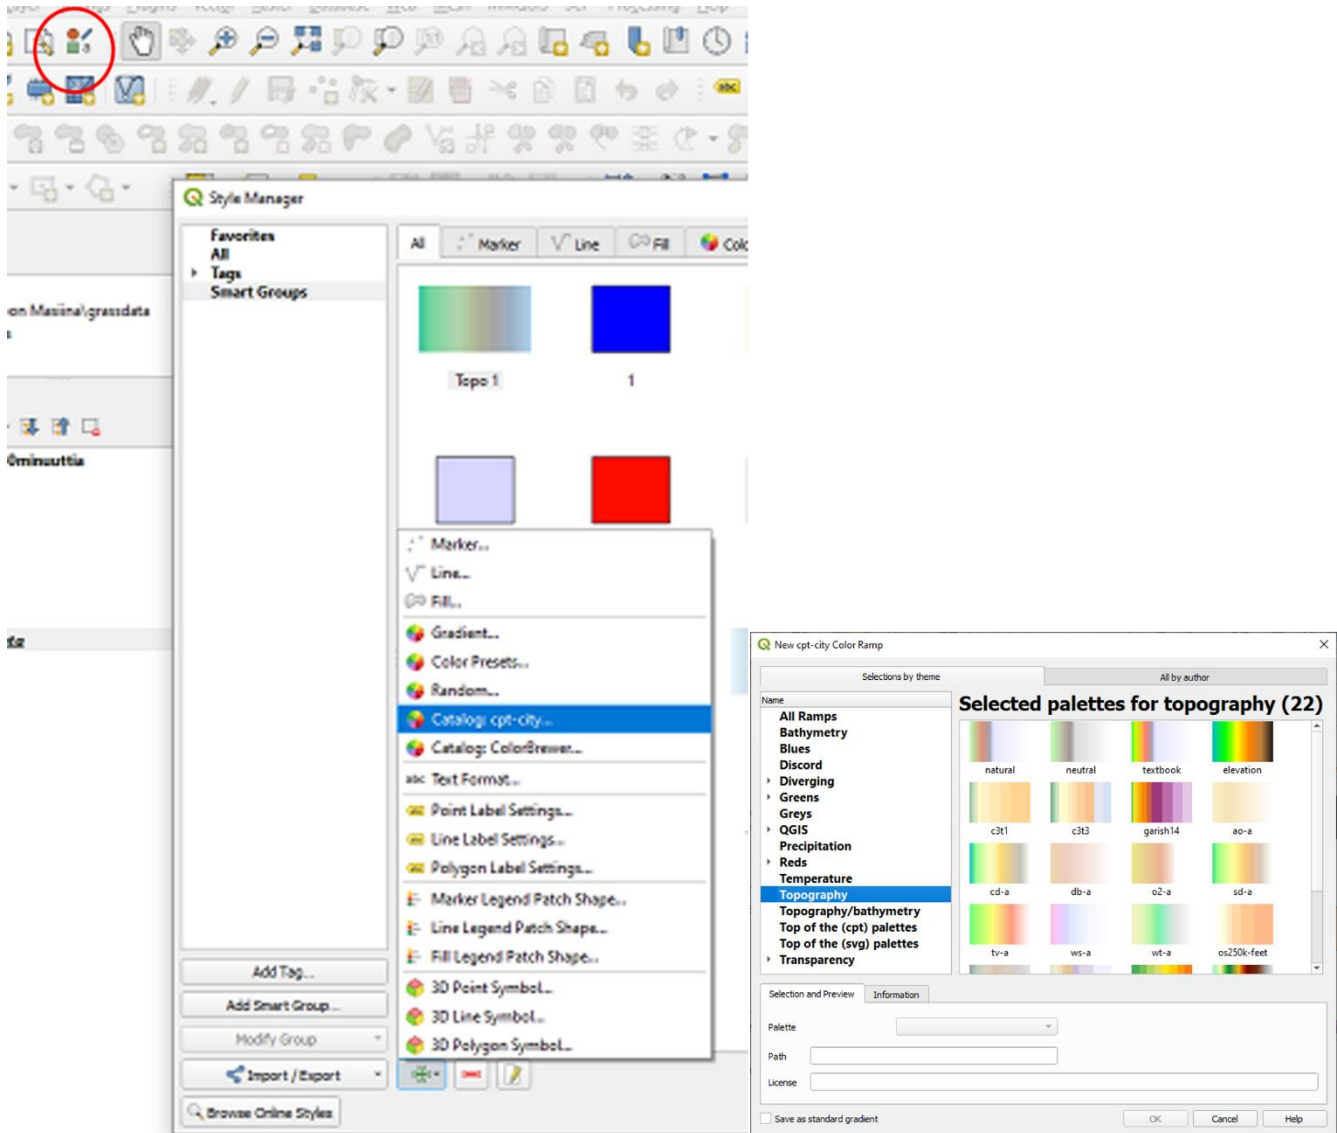 Style Manager
Favorites
All
Tags
Smart Groups
All
Marker
Line
Fill
on Masiina\grassdata
Topo 1
1
0minuuttia
Marker...
Line...
Fill...
Gradient...
Color Presets...
Random...
Catalog: cpt-city...
Catalog: ColorBrewer...
abc Text Format...
Point Label Settings...
Line Label Settings...
Polygon Label Settings...
Marker Legend Patch Shape...
Line Legend Patch Shape...
Fill Legend Patch Shape...
3D Point Symbol...
3D Line Symbol...
3D Polygon Symbol...
Add Tag...
Add Smart Group...
Modify Group
Import / Export
Browse Online Styles
New cpt-city Color Ramp
Selections by theme
All by author
Name
All Ramps
Bathymetry
Blues
Discord
Diverging
Greens
Greys
QGIS
Precipitation
Reds
Temperature
Topography
Topography/bathymetry
Top of the (cpt) palettes
Top of the (svg) palettes
Transparency
Selected palettes for topography (22)
natural neutral textbook elevation
c3t1 c3t3 garish14 ao-a
cd-a db-a o2-a sd-a
tv-a ws-a wt-a os250k-feet
Selection and Preview Information
Palette
Path
License
Save as standard gradient
OK Cancel Help